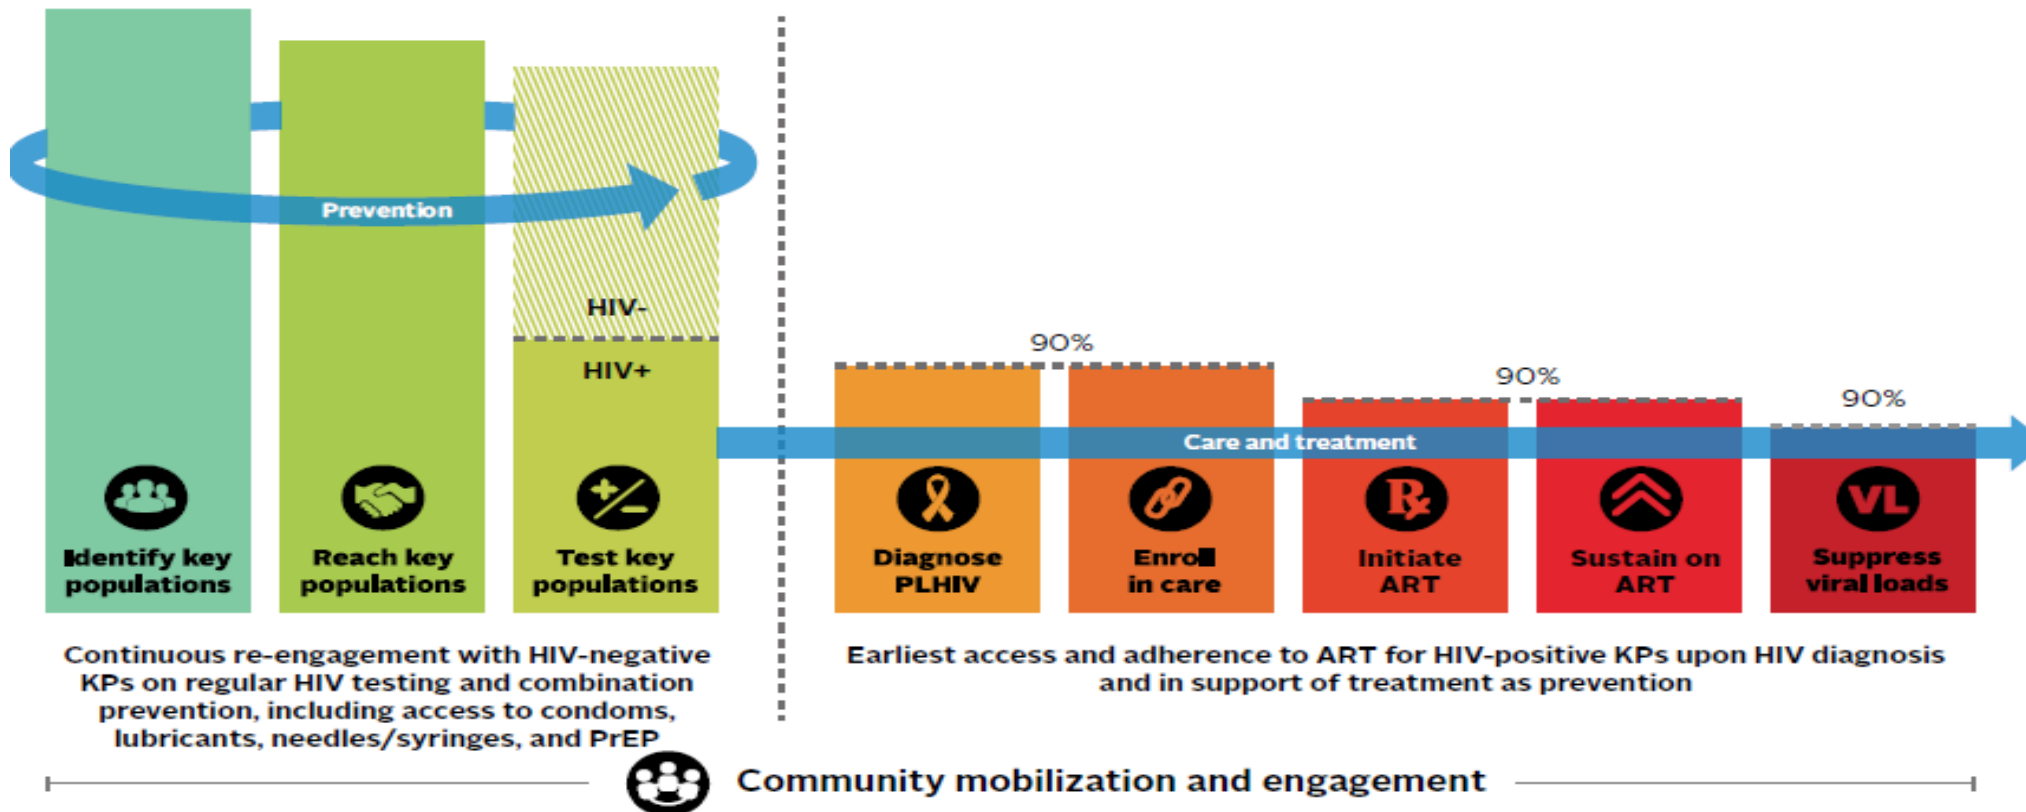 Prevention
HIV-
HIV+
90%
90%
90%
Care and treatment
Rx
VL
Identify key
populations
Reach key
populations
Test key
populations
Diagnose
PLHIV
Enroll
in care
Initiate
ART
Sustain on
ART
Suppress
viral loads
Continuous re-engagement with HIV-negative
KPs on regular HIV testing and combination
prevention, including access to condoms,
lubricants, needles/syringes, and PrEP
Earliest access and adherence to ART for HIV-positive KPs upon HIV diagnosis
and in support of treatment as prevention
Community mobilization and engagement